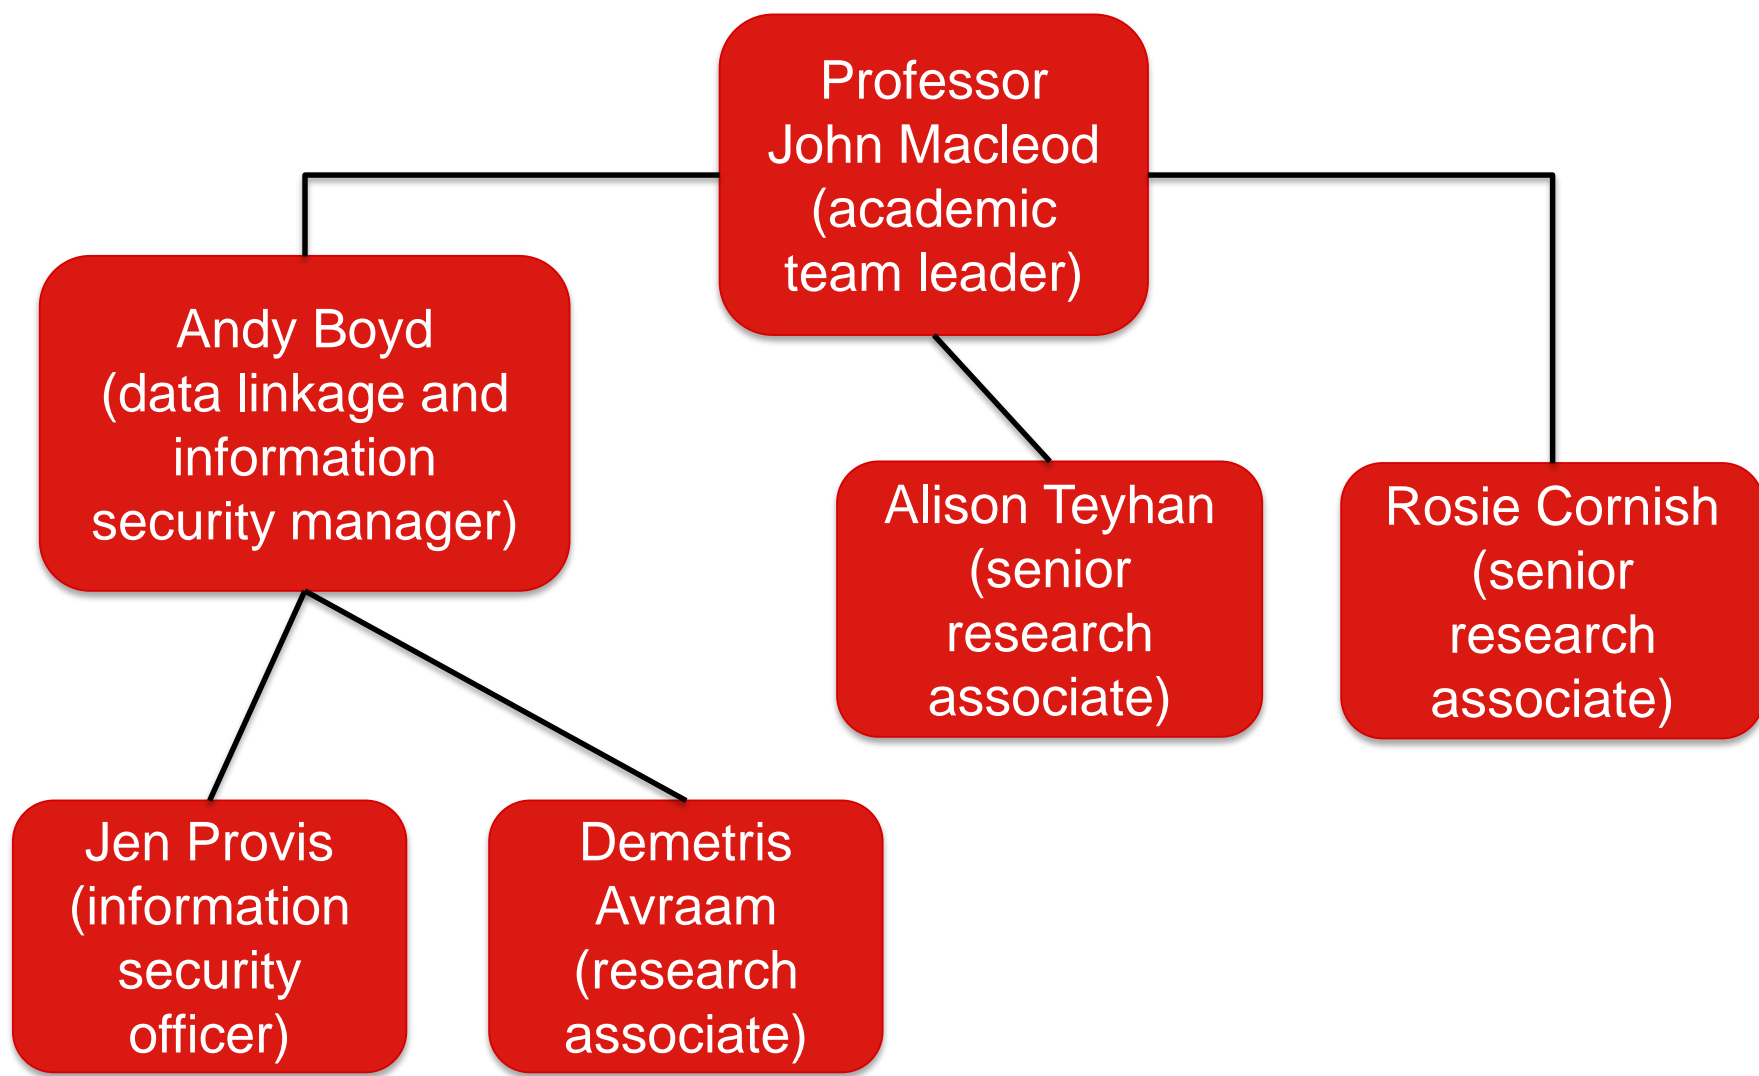 Professor
John Macleod
(academic
team leader)
Andy Boyd
(data linkage and
information
security manager)
Alison Teyhan
(senior
research
associate)
Rosie Cornish
(senior
research
associate)
Jen Provis
(information
security
officer)
Demetris
Avraam
(research
associate)